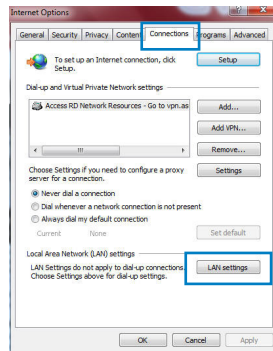 Internet Options
General Security Privacy Content Connections Programs Advanced
To set up an Internet connection, click Setup.
Setup
Dial-up and Virtual Private Network settings
Access RD Network Resources - Go to vpn.as
Add...
Add VPN...
Remove...
Choose Settings if you need to configure a proxy server for a connection.
Settings
Never dial a connection
Dial whenever a network connection is not present
Always dial my default connection
Current None
Set default
Local Area Network (LAN) settings
LAN Settings do not apply to dial-up connections. Choose Settings above for dial-up settings.
LAN settings
OK Cancel Apply